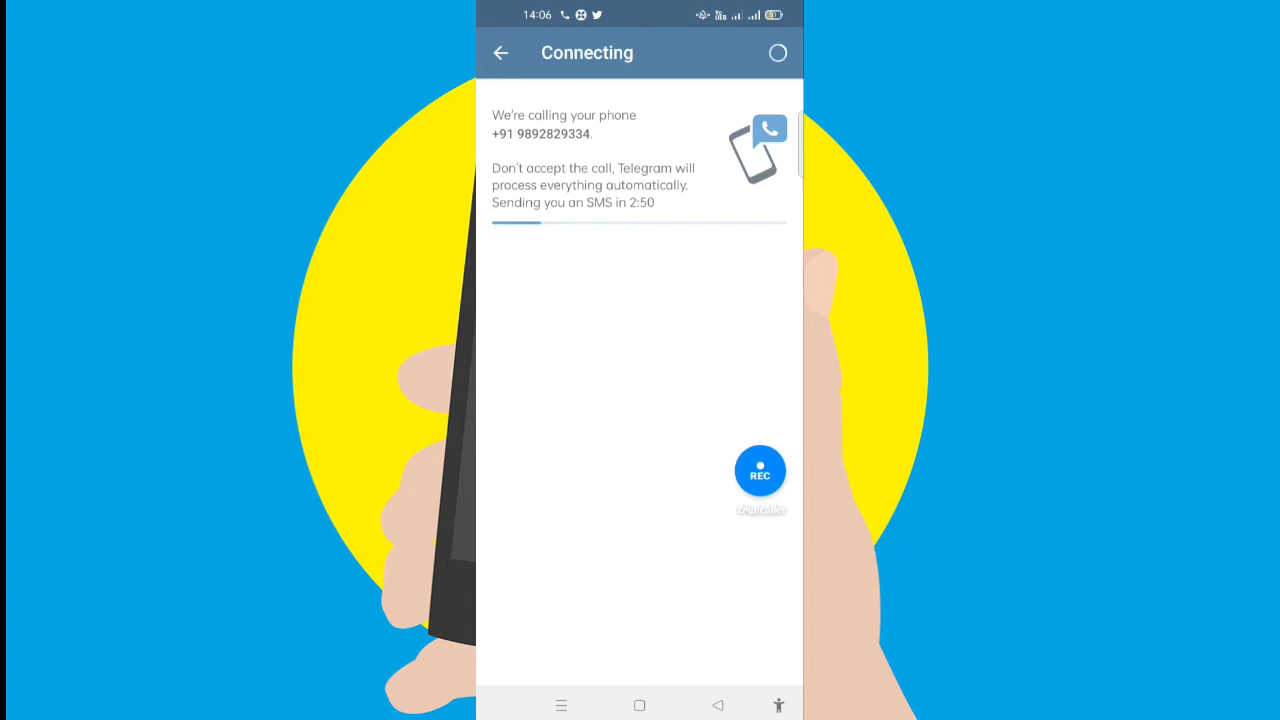 14:06
Connecting
We're calling your phone
+91 9892829334.
Don't accept the call, Telegram will
process everything automatically.
Sending you an SMS in 2:50
REC
truecaller